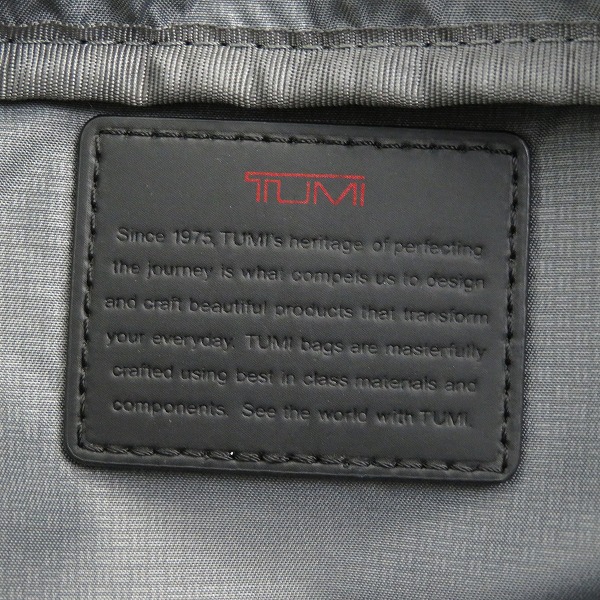 TUMI
Since 1975, TUMI's heritage of perfecting
the journey is what compels us to design
and craft beautiful products that transform
your everyday. TUMI bags are masterfully
crafted using best in class materials and
components. See the world with TUMI.